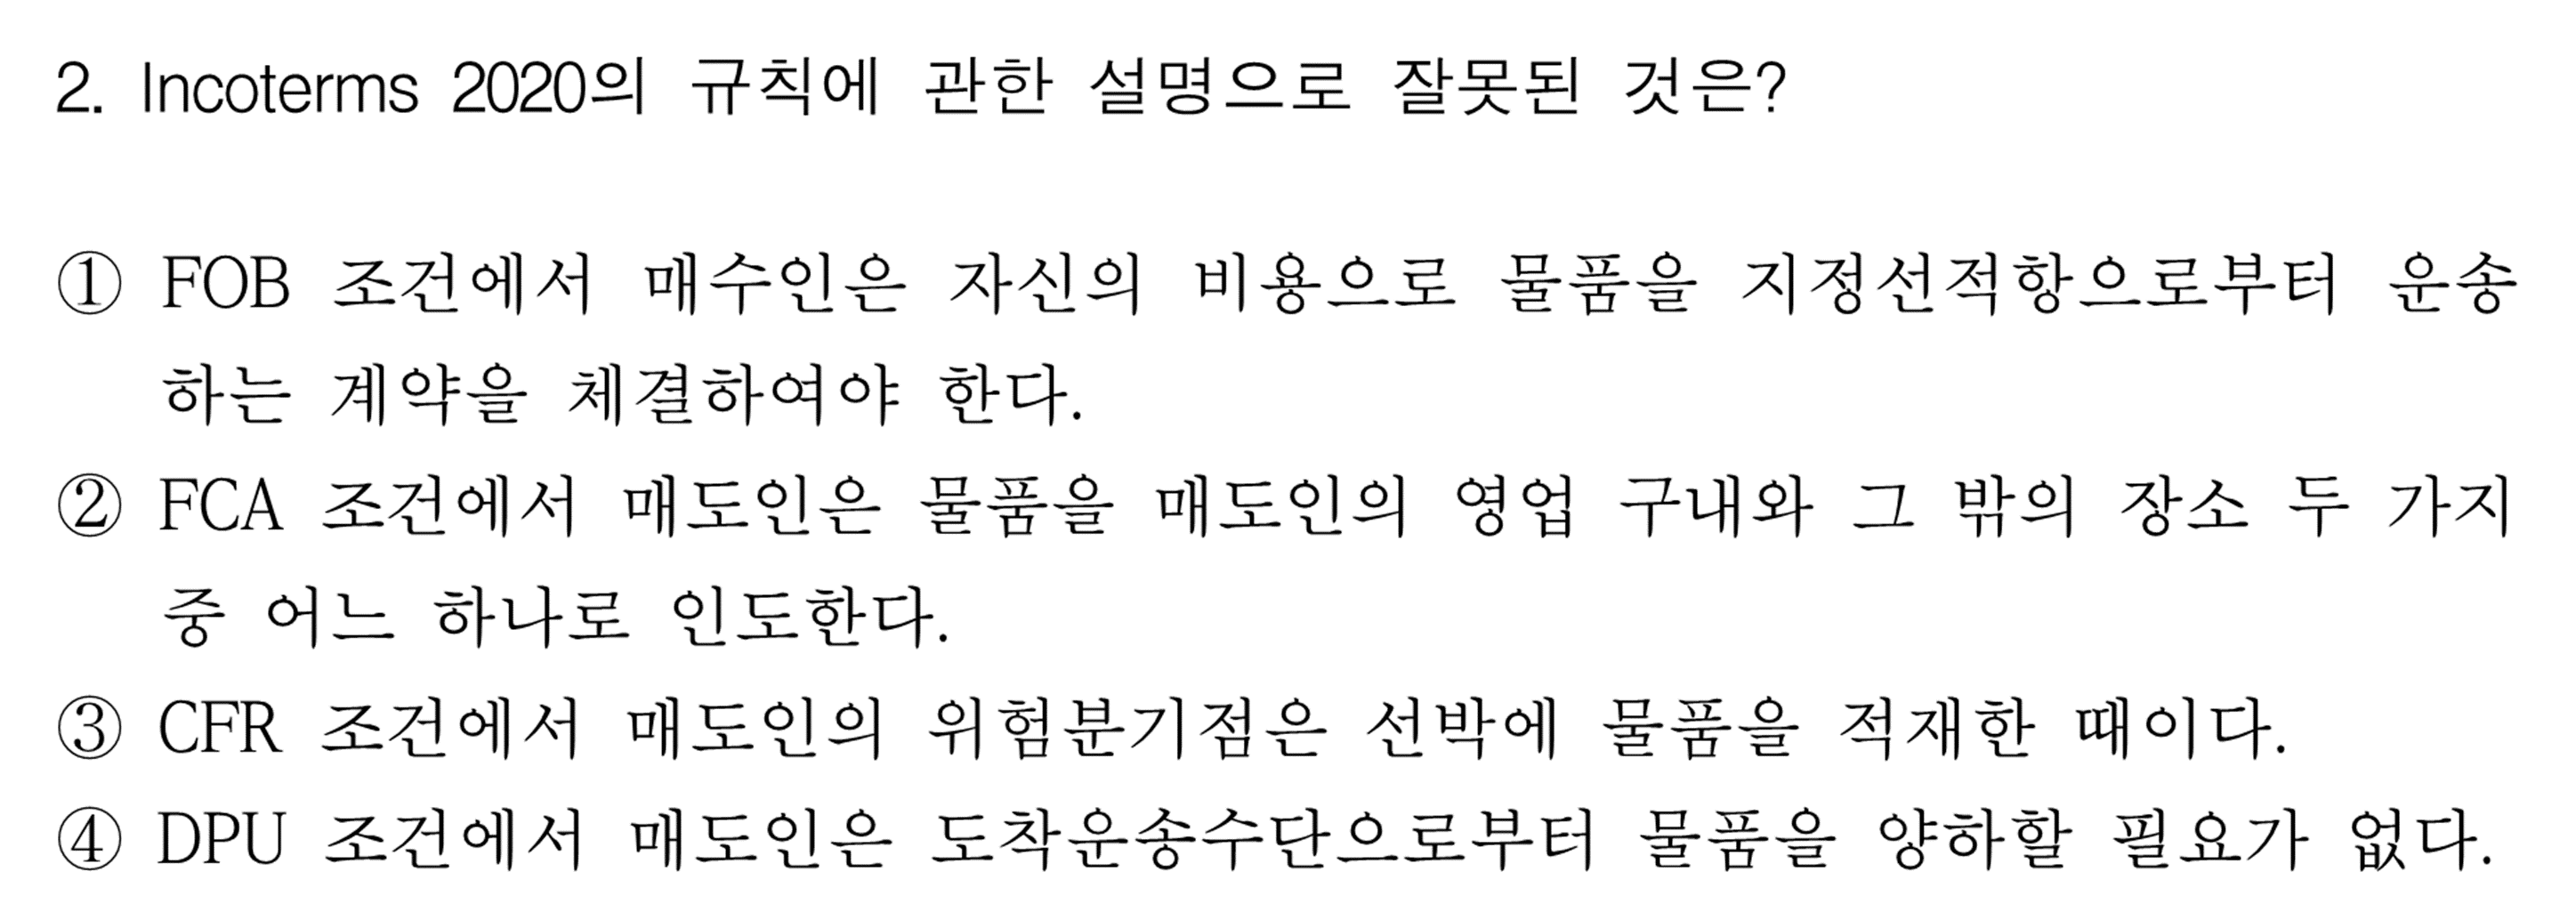 2. Incoterms 2020의 규칙에 관한 설명으로 잘못된 것은?
① FOB 조건에서 매수인은 자신의 비용으로 물품을 지정선적항으로부터 운송
하는 계약을 체결하여야 한다.
② FCA 조건에서 매도인은 물품을 매도인의 영업 구내와 그 밖의 장소 두 가지
중 어느 하나로 인도한다.
③ CFR 조건에서 매도인의 위험분기점은 선박에 물품을 적재한 때이다.
④ DPU 조건에서 매도인은 도착운송수단으로부터 물품을 양하할 필요가 없다.